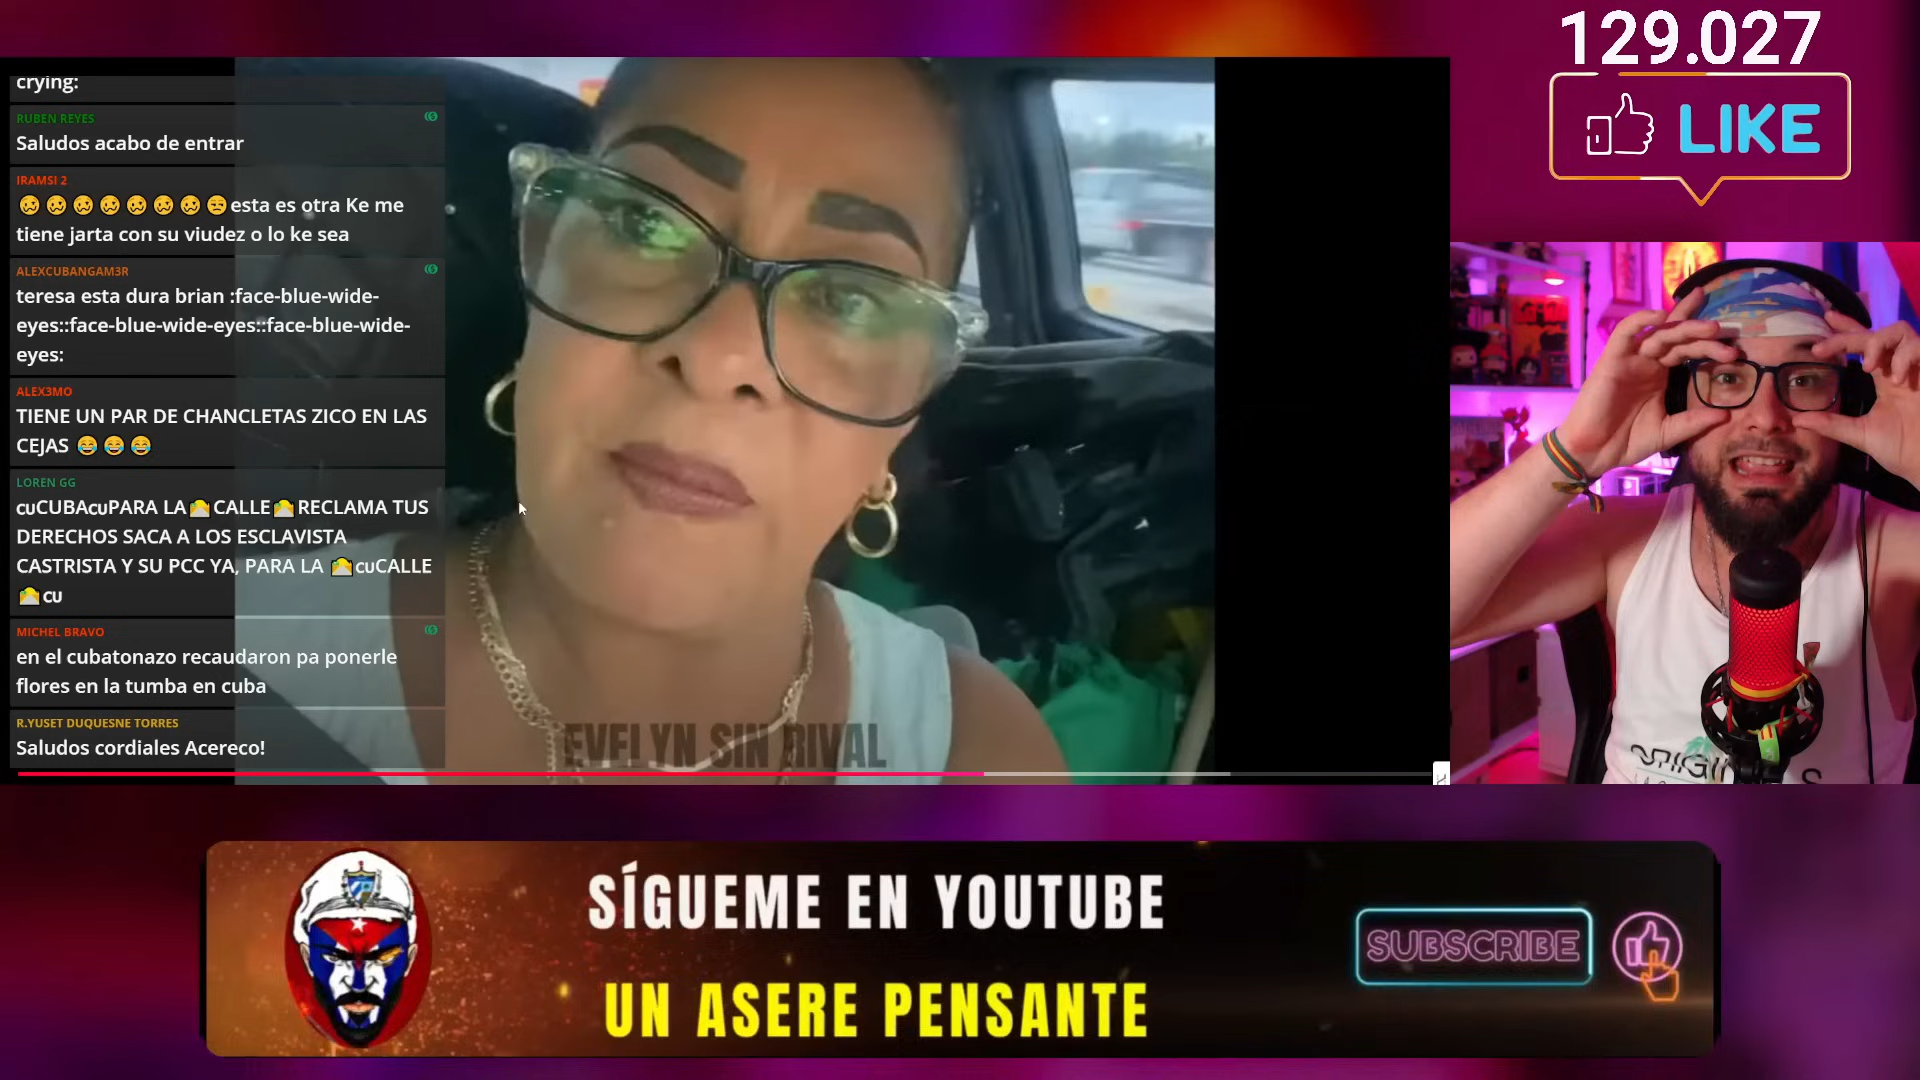 129.027
LIKE
crying:
RUBEN REYES
Saludos acabo de entrar
IRAMSI 2
🥴🥴🥴🥴🥴🥴🥴😒esta es otra Ke me
tiene jarta con su viudez o lo ke sea
ALEXCUBANGAM3R
teresa esta dura brian :face-blue-wide-
eyes::face-blue-wide-eyes::face-blue-wide-
eyes:
ALEX3MO
TIENE UN PAR DE CHANCLETAS ZICO EN LAS
CEJAS 😂😂😂
LOREN GG
cuCUBAcuPARA LA CALLE RECLAMA TUS
DERECHOS SACA A LOS ESCLAVISTA
CASTRISTA Y SU PCC YA, PARA LA cuCALLE
cu
MICHEL BRAVO
en el cubatonazo recaudaron pa ponerle
flores en la tumba en cuba
R.YUSET DUQUESNE TORRES
Saludos cordiales Acereco!
EVELYN SIN RIVAL
SÍGUEME EN YOUTUBE
UN ASERE PENSANTE
SUBSCRIBE